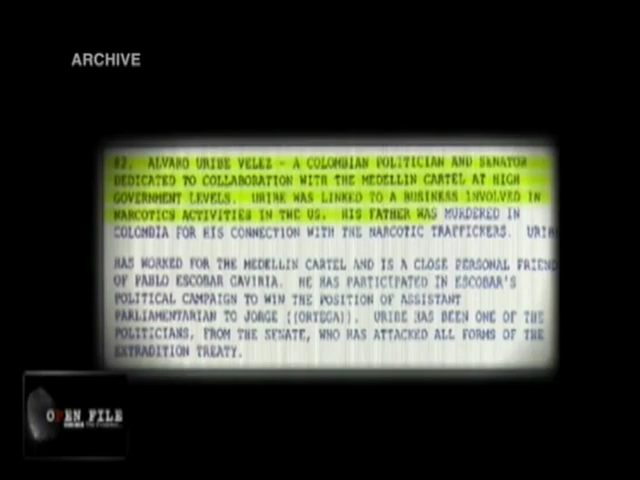 ARCHIVE
82. ALVARO URIBE VELEZ - A COLOMBIAN POLITICIAN AND SENATOR
DEDICATED TO COLLABORATION WITH THE MEDELLIN CARTEL AT HIGH
GOVERNMENT LEVELS. URIBE WAS LINKED TO A BUSINESS INVOLVED IN
NARCOTICS ACTIVITIES IN THE US. HIS FATHER WAS MURDERED IN
COLOMBIA FOR HIS CONNECTION WITH THE NARCOTIC TRAFFICKERS. URIBE
HAS WORKED FOR THE MEDELLIN CARTEL AND IS A CLOSE PERSONAL FRIEND
OF PABLO ESCOBAR GAVIRIA. HE HAS PARTICIPATED IN ESCOBAR'S
POLITICAL CAMPAIGN TO WIN THE POSITION OF ASSISTANT
PARLIAMENTARIAN TO JORGE ((ORTEGA)). URIBE HAS BEEN ONE OF THE
POLITICIANS, FROM THE SENATE, WHO HAS ATTACKED ALL FORMS OF THE
EXTRADITION TREATY.
OPEN FILE